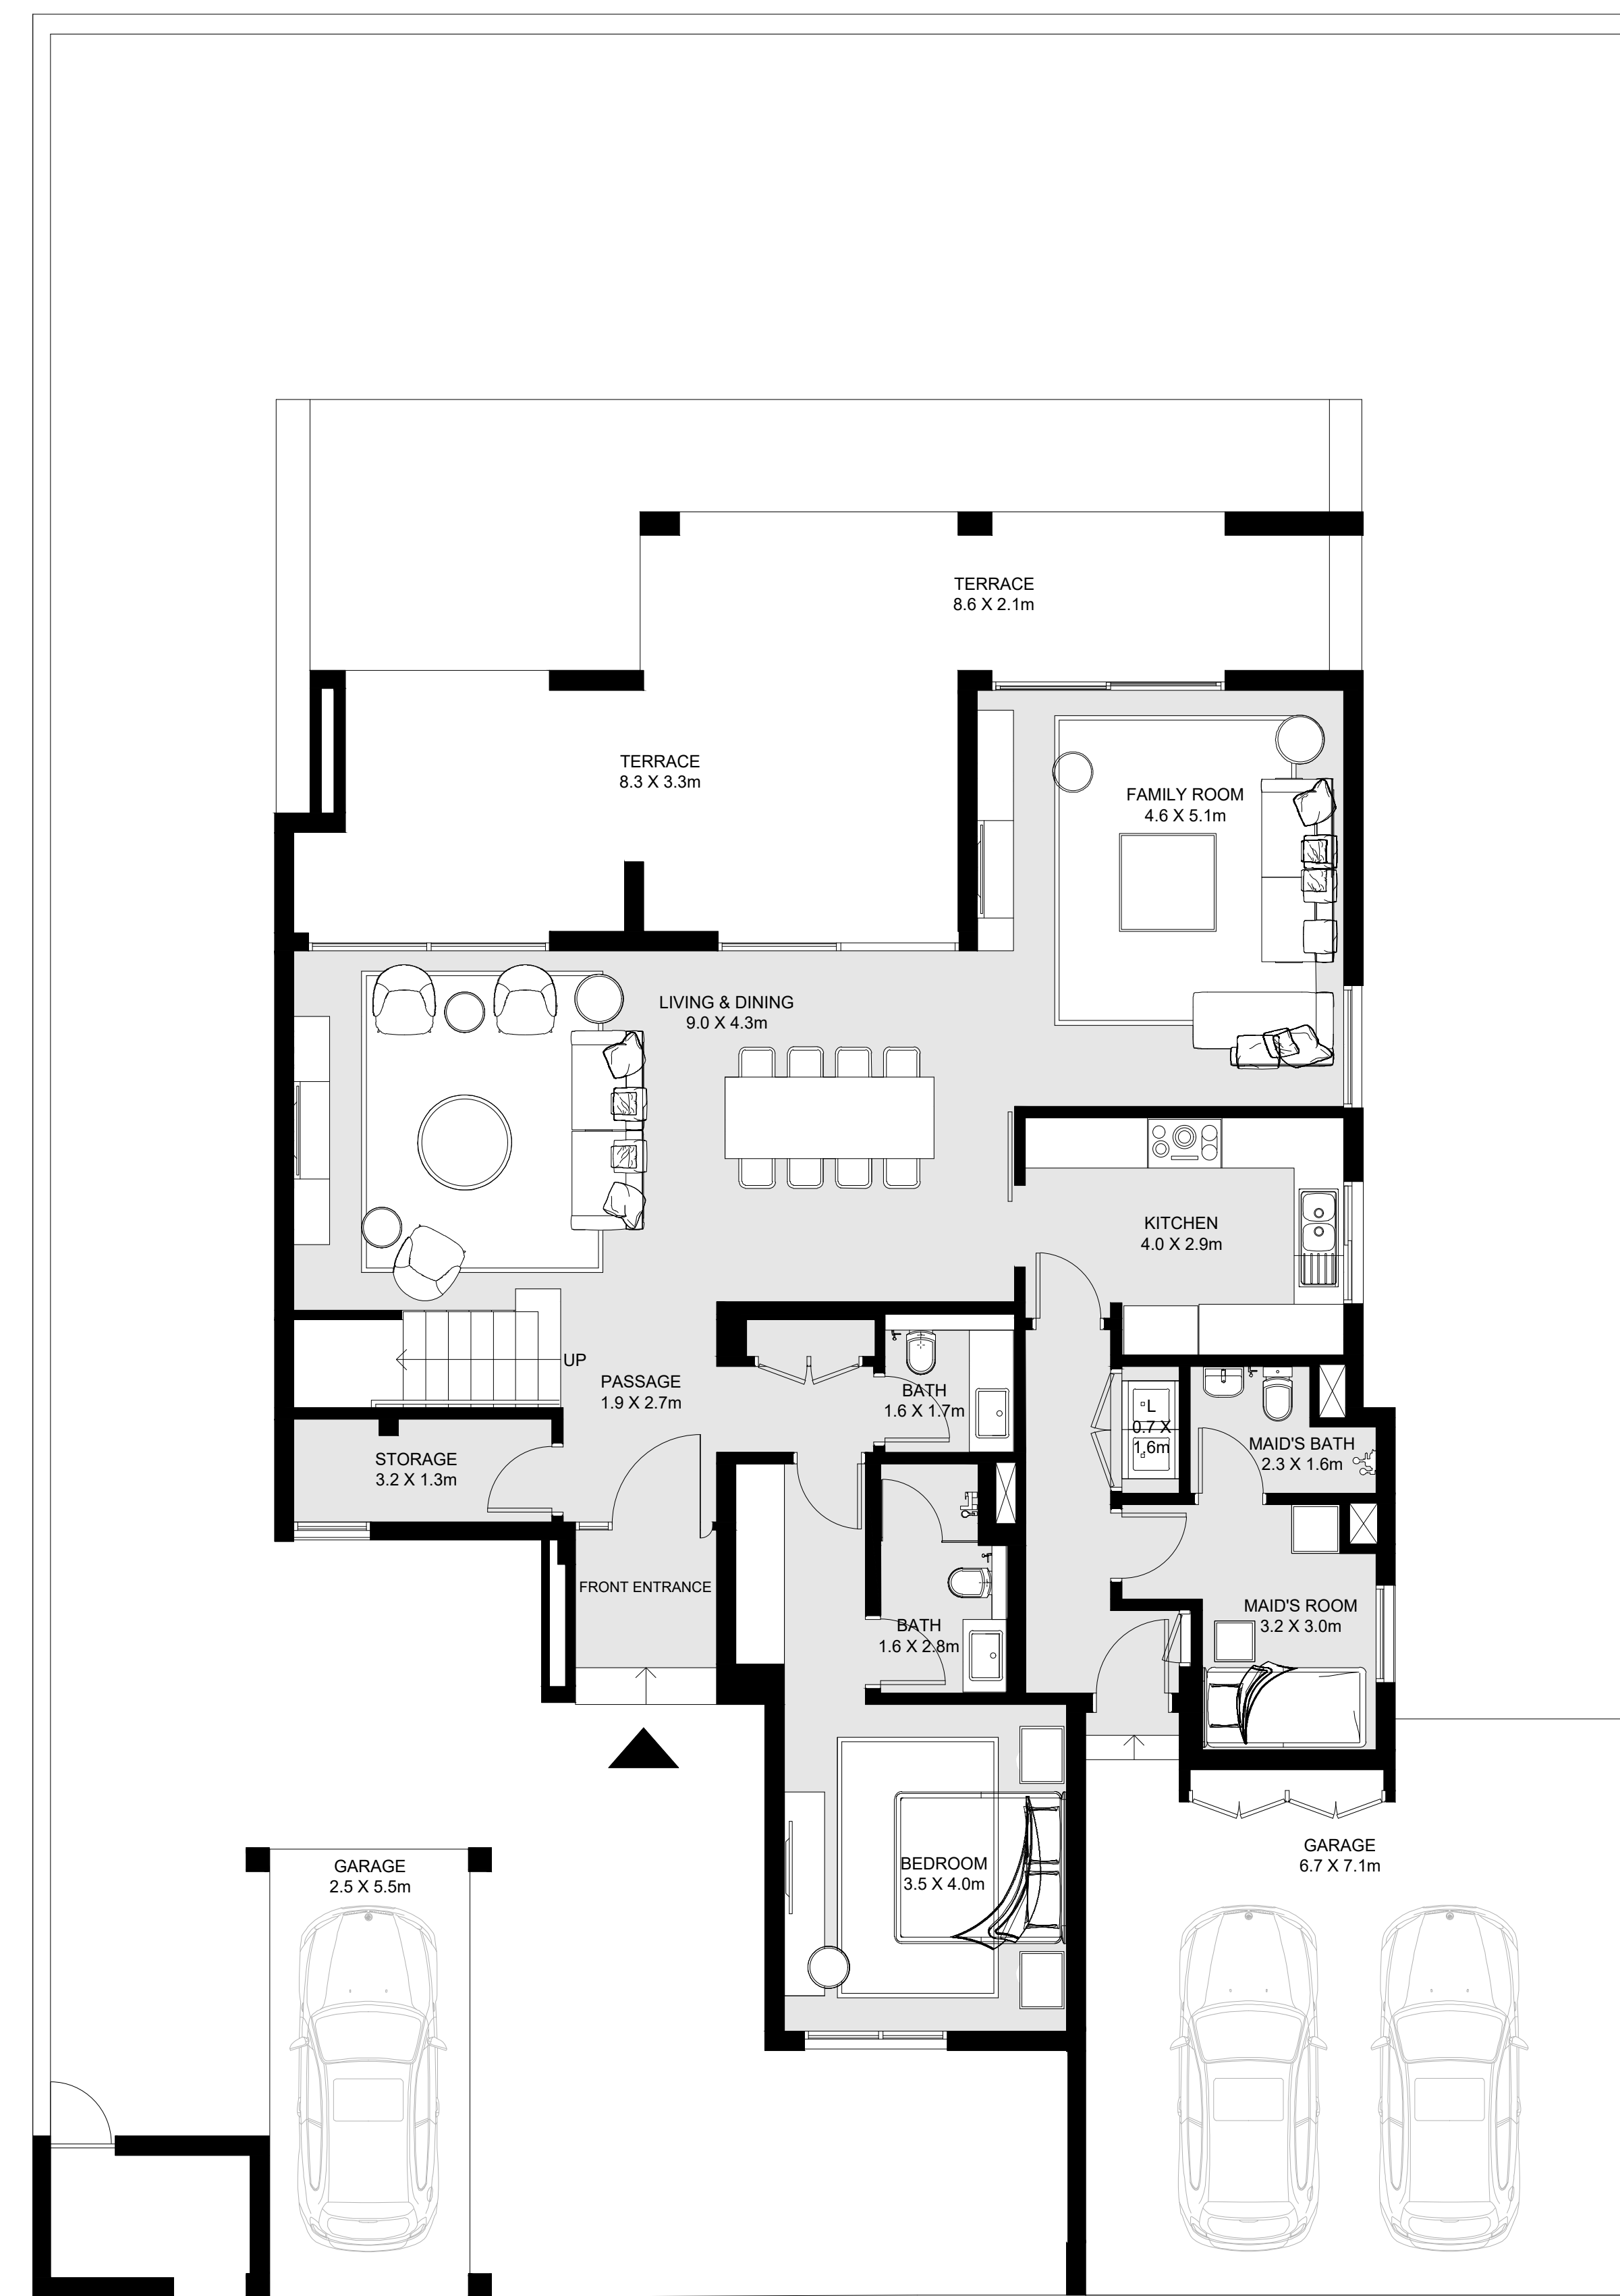 TERRACE
8.6 X 2.1m
TERRACE
8.3 X 3.3m
FAMILY ROOM
4.6 X 5.1m
LIVING & DINING
9.0 X 4.3m
KITCHEN
4.0 X 2.9m
UP
PASSAGE
1.9 X 2.7m
BATH
1.6 X 1.7m
L
0.7 X
1.6m
MAID'S BATH
2.3 X 1.6m
STORAGE
3.2 X 1.3m
FRONT ENTRANCE
BATH
1.6 X 2.8m
MAID'S ROOM
3.2 X 3.0m
GARAGE
2.5 X 5.5m
BEDROOM
3.5 X 4.0m
GARAGE
6.7 X 7.1m